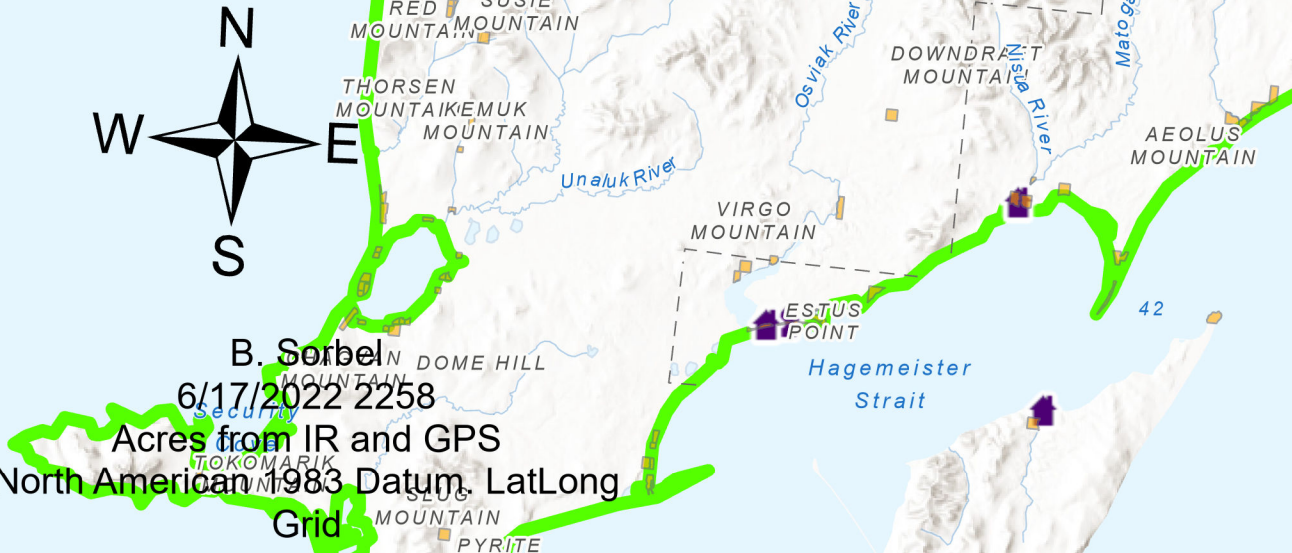 N
W
E
S
RED
MOUNTAIN
SUSIE
MOUNTAIN
THORSEN
MOUNTAIN
KEMUK
MOUNTAIN
Unaluk River
Osviak River
DOWNDRAFT
MOUNTAIN
River
AEOLUS
MOUNTAIN
VIRGO
MOUNTAIN
ESTUS
POINT
42
Hagemeister
Strait
DOME HILL
MOUNTAIN
B. Sorbel
6/17/2022 2258
Acres from IR and GPS
North American 1983 Datum. LatLong
Grid
Security
Cove
TOKOMARIK
MOUNTAIN
SLUG
MOUNTAIN
PYRITE